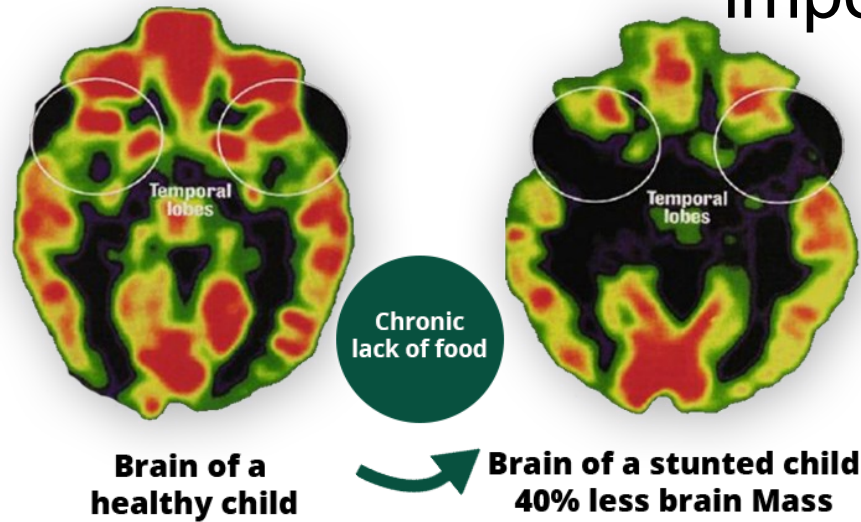 Temporal
lobes
Temporal
lobes
Chronic
lack of food
Brain of a
healthy child
Brain of a stunted child
40% less brain Mass